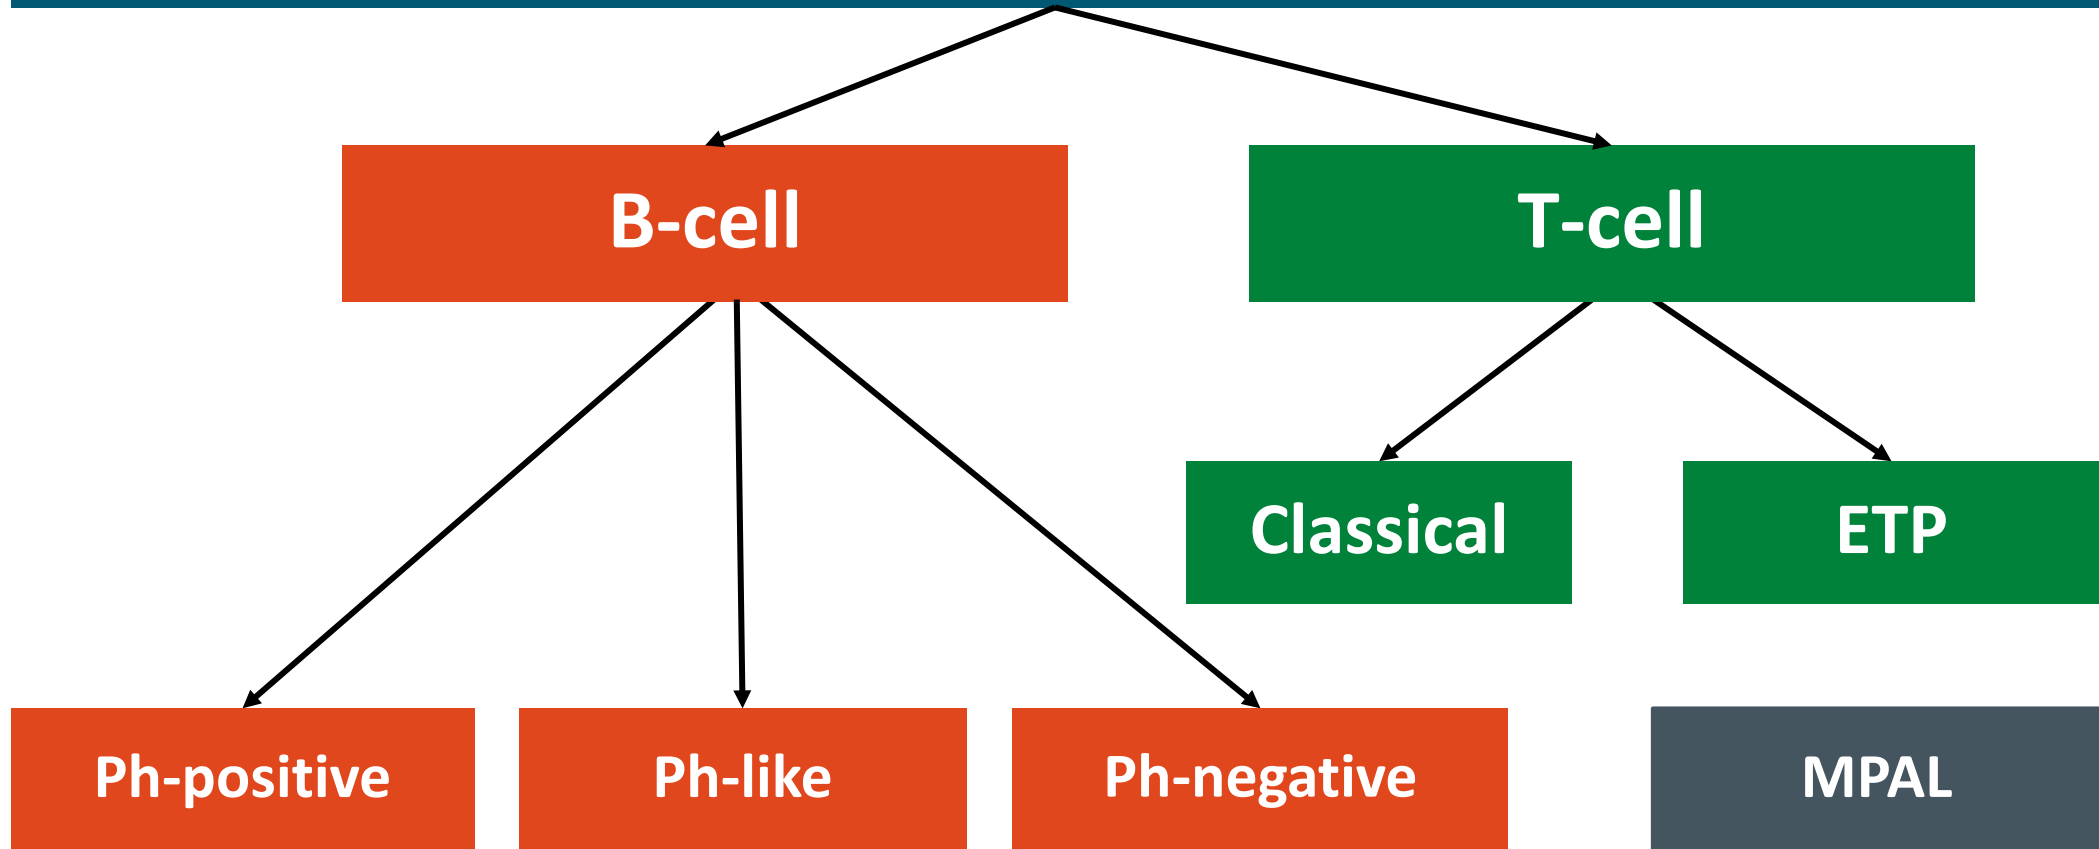 B-cell
T-cell
Classical
ETP
Ph-positive
Ph-like
Ph-negative
MPAL